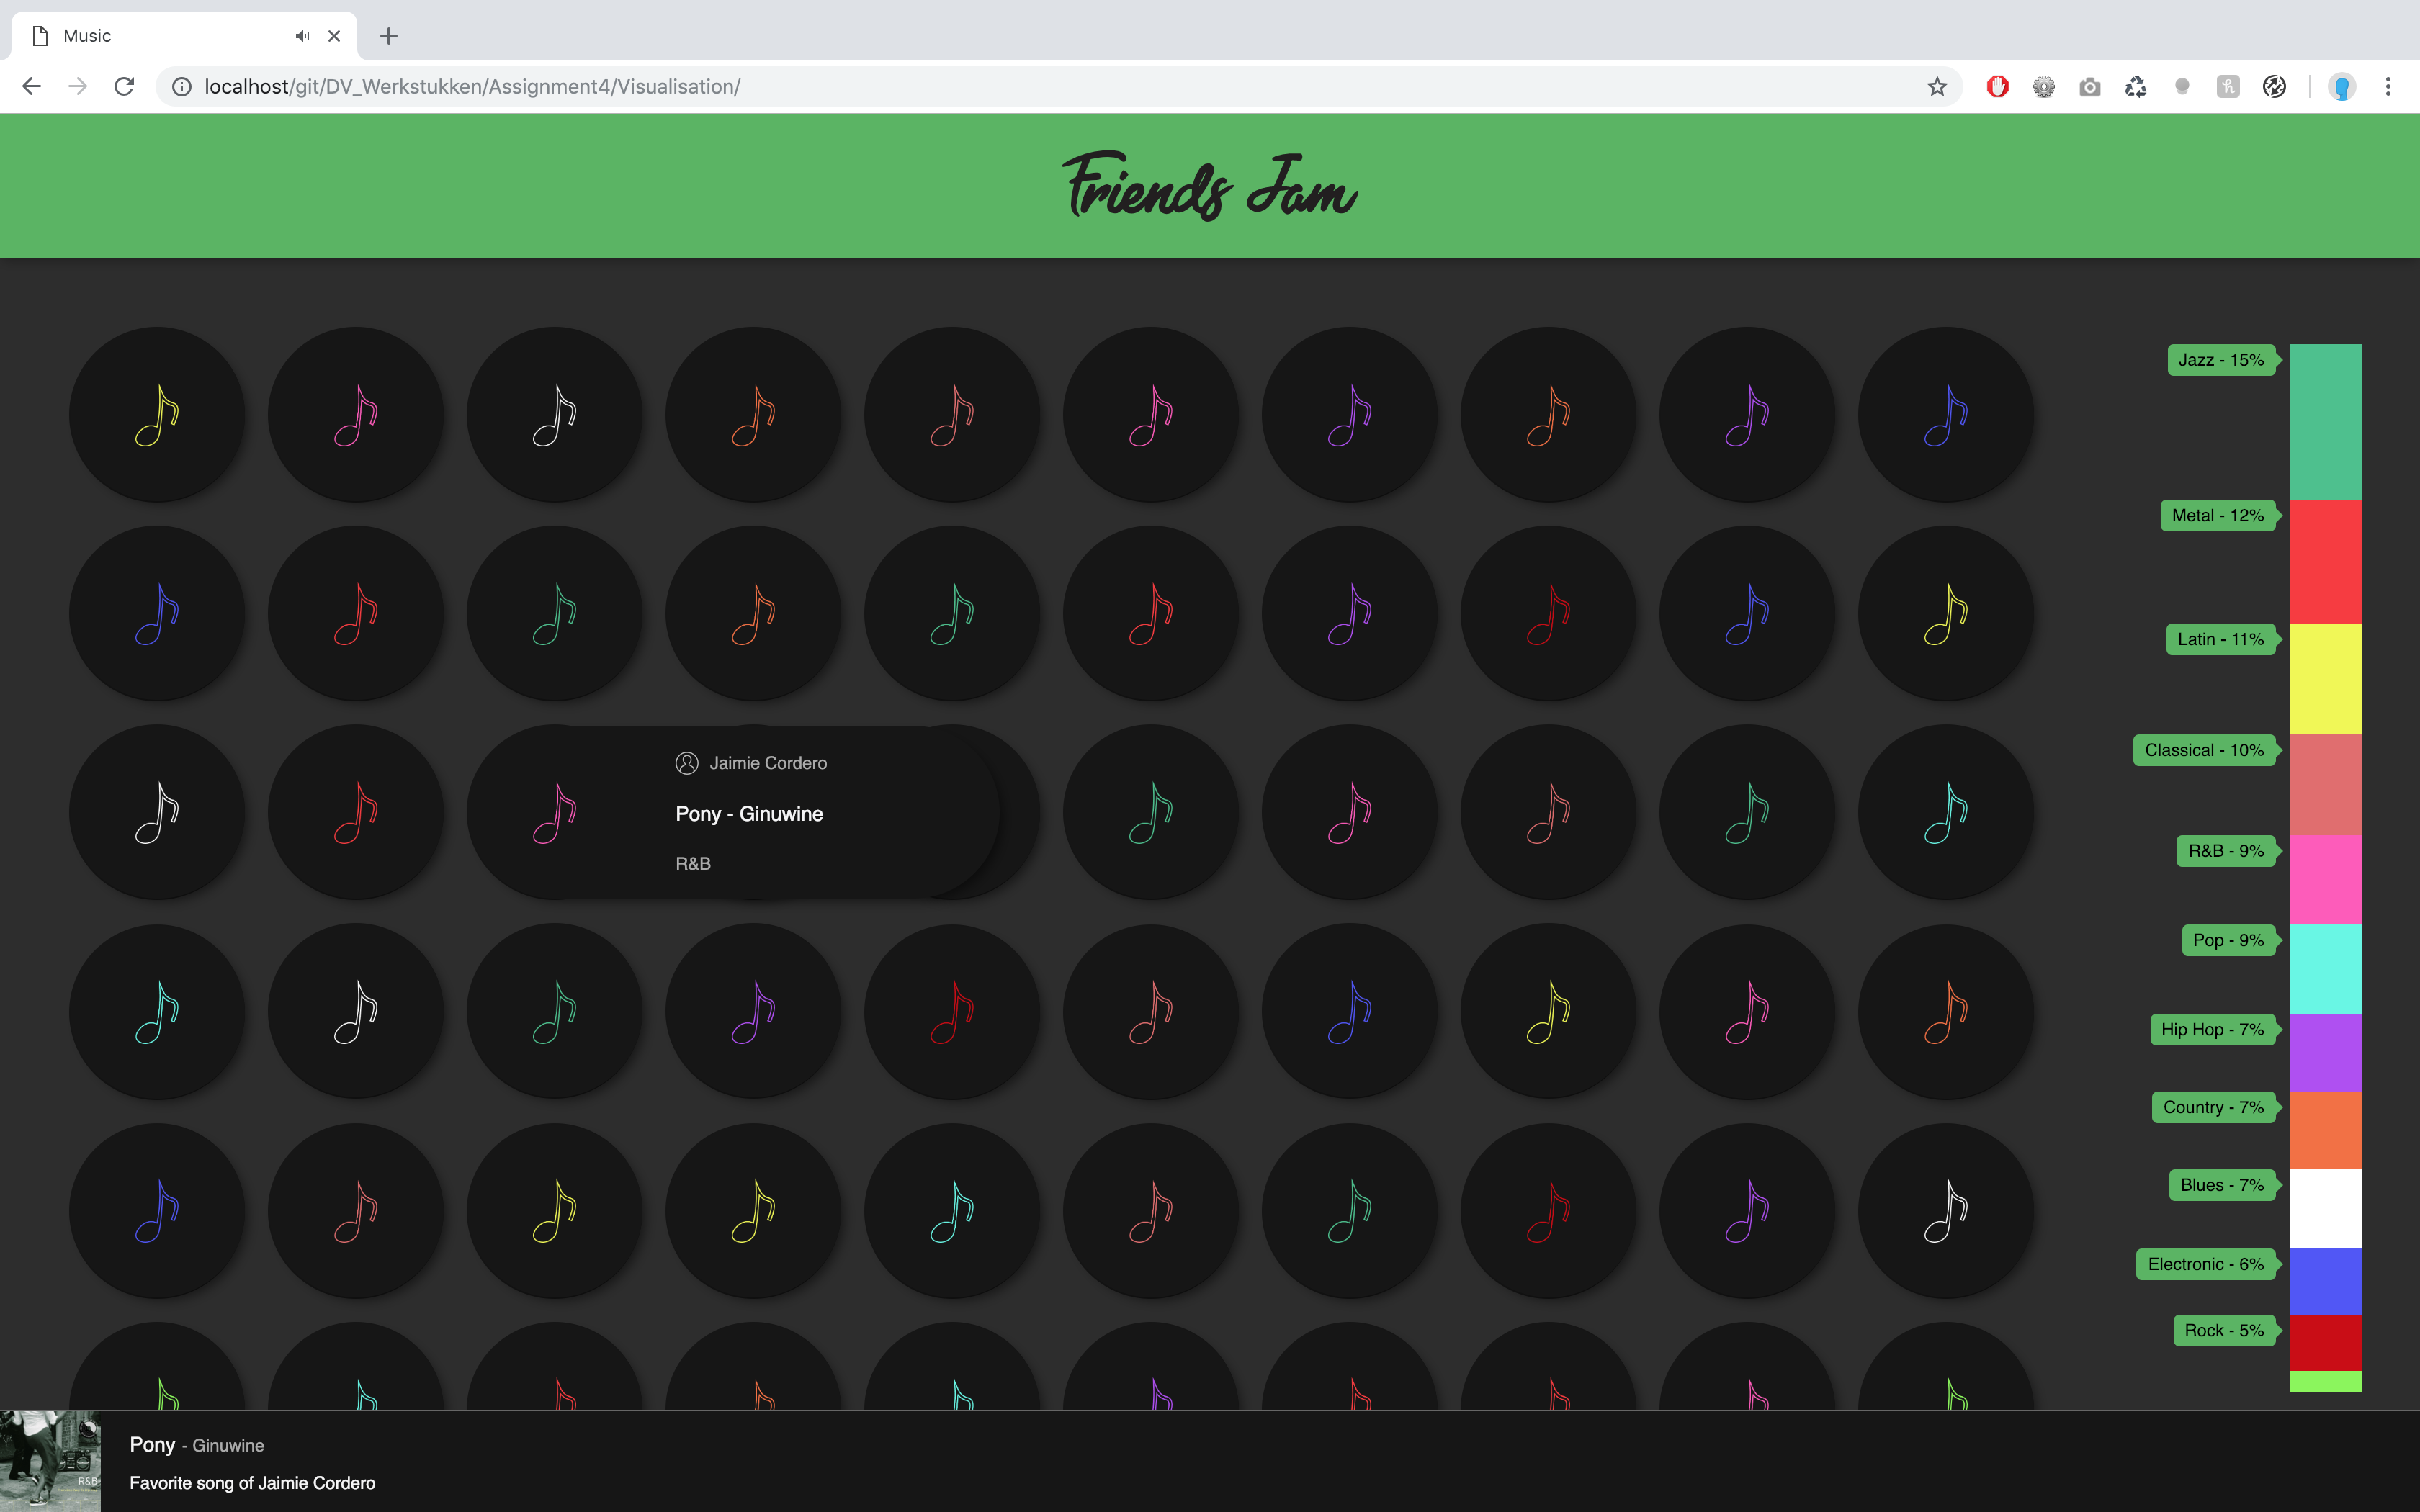 Music
localhost/git/DV_Werkstukken/Assignment4/Visualisation/
Friends Jam
Jazz - 15%
Metal - 12%
Latin - 11%
Jaimie Cordero
Pony - Ginuwine
R&B
Classical - 10%
R&B - 9%
Pop - 9%
Hip Hop - 7%
Country - 7%
Blues - 7%
Electronic - 6%
Rock - 5%
R&B
Pony - Ginuwine
Favorite song of Jaimie Cordero